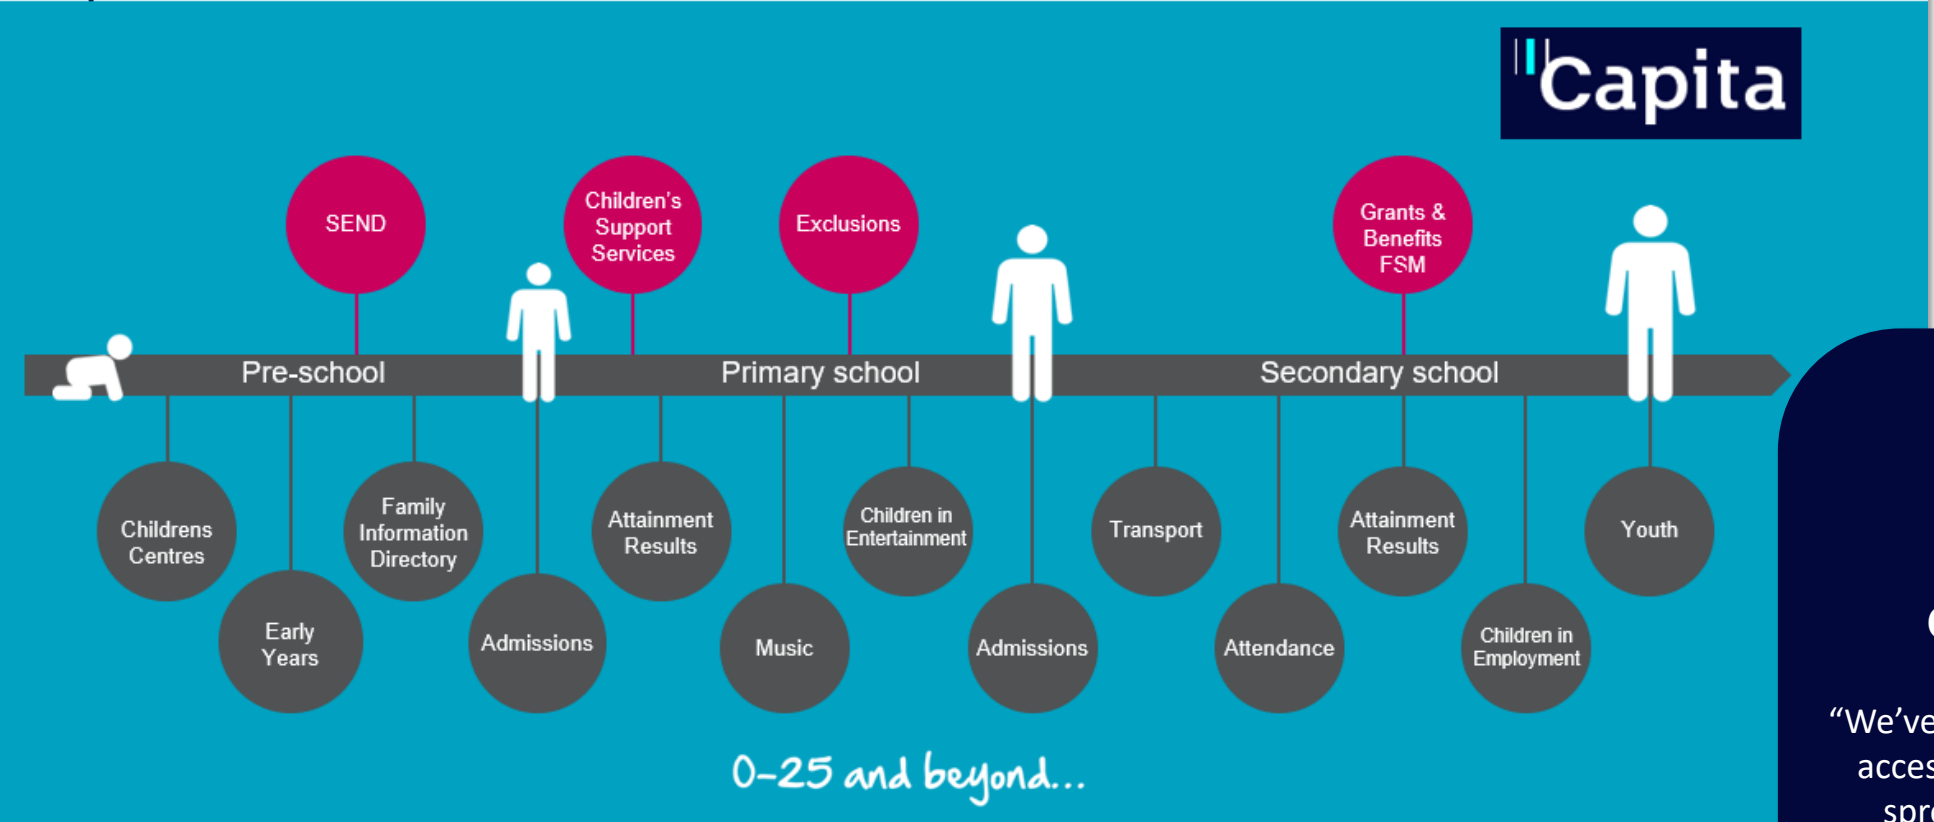 Capita
SEND
Children's
Support
Services
Exclusions
Grants &
Benefits
FSM
Pre-school
Primary school
Secondary school
Childrens
Centres
Early
Years
Family
Information
Directory
Admissions
Attainment
Results
Music
Children in
Entertainment
Admissions
Transport
Attendance
Attainment
Results
Children in
Employment
Youth
0-25 and beyond...
“We’ve